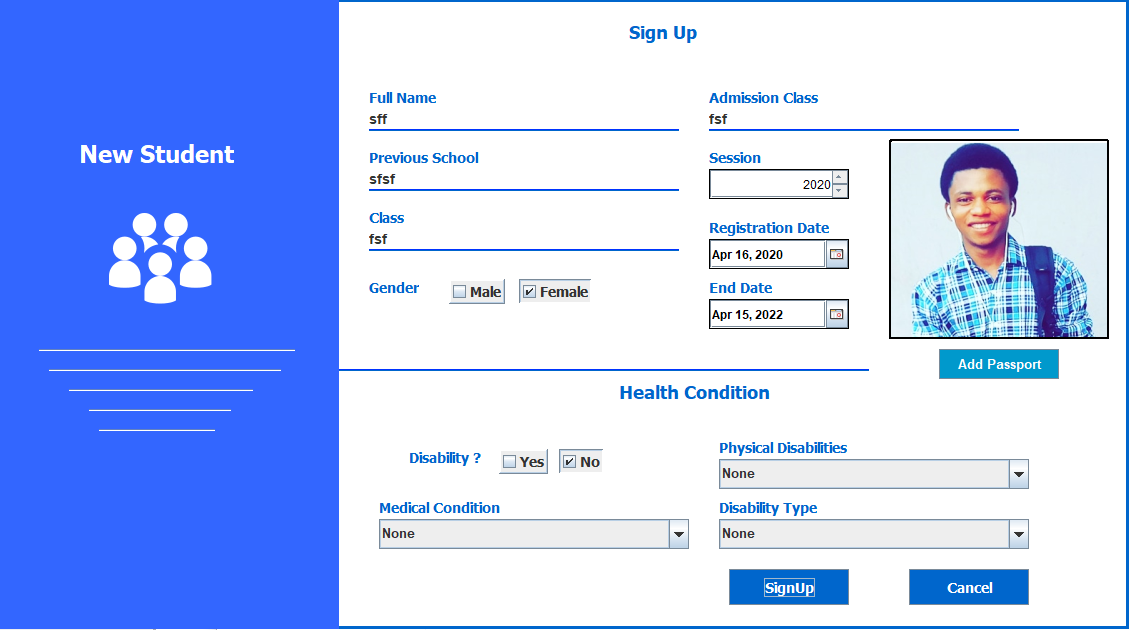 New Student
Sign Up
Full Name
sff
Previous School
sfsf
Class
fsf
Gender
Male
Female
Admission Class
fsf
Session
2020
Registration Date
Apr 16, 2020
End Date
Apr 15, 2022
Add Passport
Health Condition
Disability ?
Yes
No
Medical Condition
None
Physical Disabilities
None
Disability Type
None
SignUp
Cancel